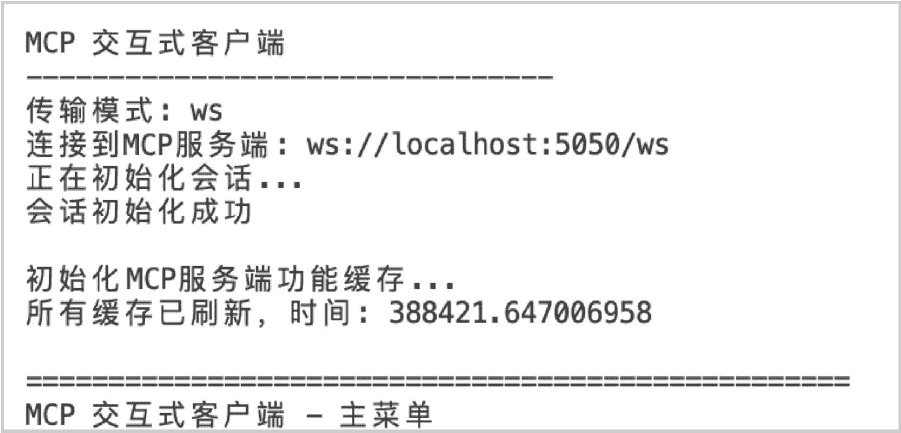 MCP 交互式客户端
--------------------------------
传输模式: ws
连接到MCP服务端: ws://localhost:5050/ws
正在初始化会话...
会话初始化成功
初始化MCP服务端功能缓存...
所有缓存已刷新, 时间: 388421.647006958
==================================================
MCP 交互式客户端 - 主菜单